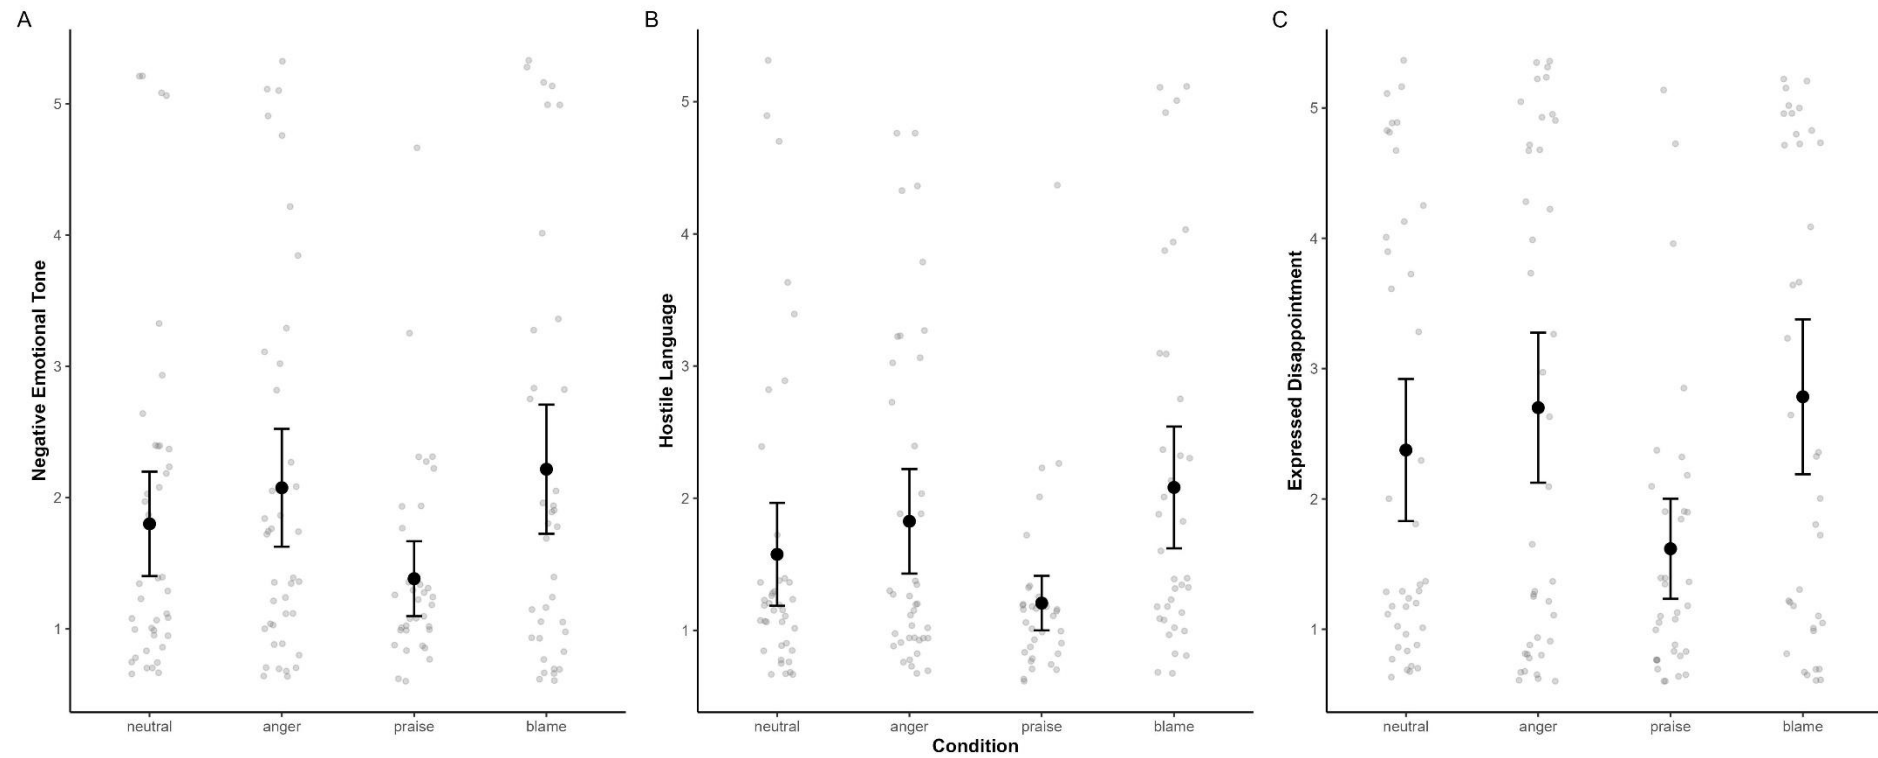 A
B
C
Negative Emotional Tone
5
4
3
2
1
neutral
anger
praise
blame
Hostile Language
5
4
3
2
1
neutral
anger
praise
blame
Expressed Disappointment
5
4
3
2
1
neutral
anger
praise
blame
Condition